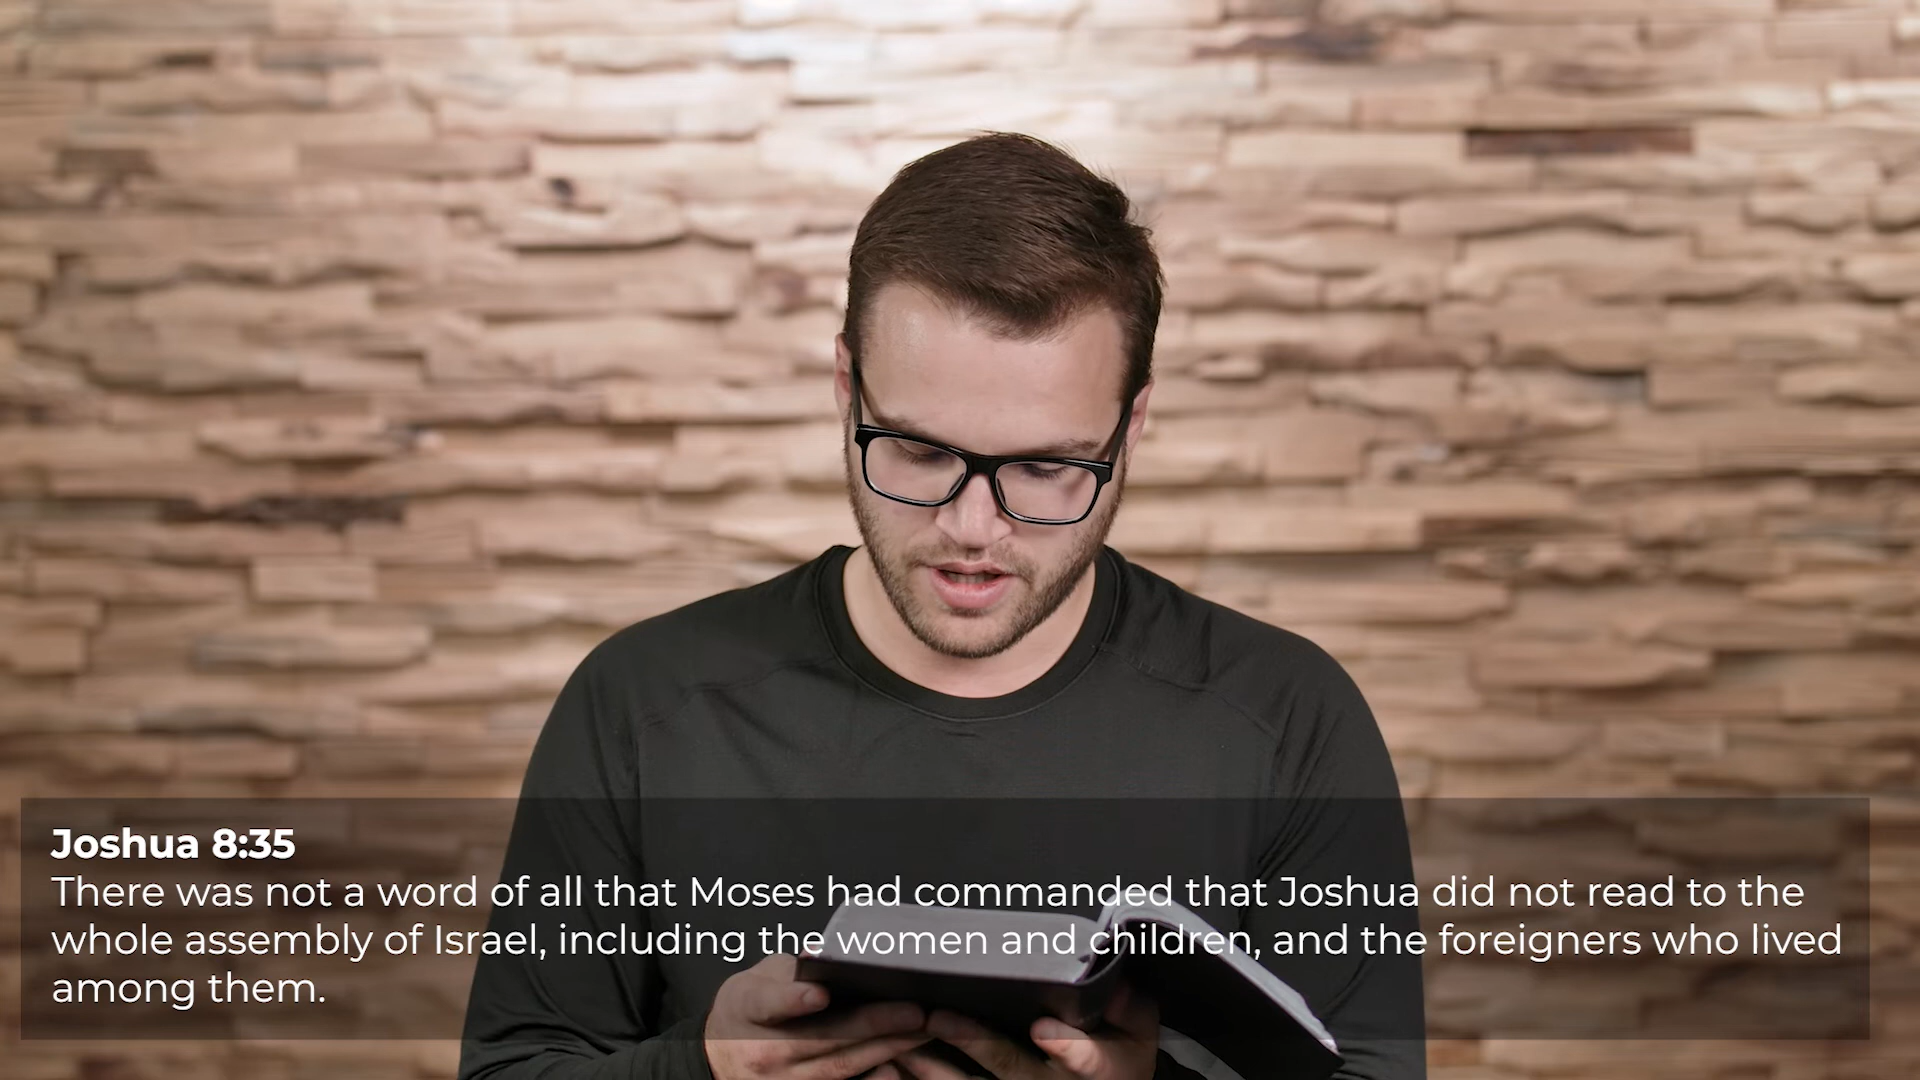 Joshua 8:35
There was not a word of all that Moses had commanded that Joshua did not read to the
whole assembly of Israel, including the women and children, and the foreigners who lived
among them.